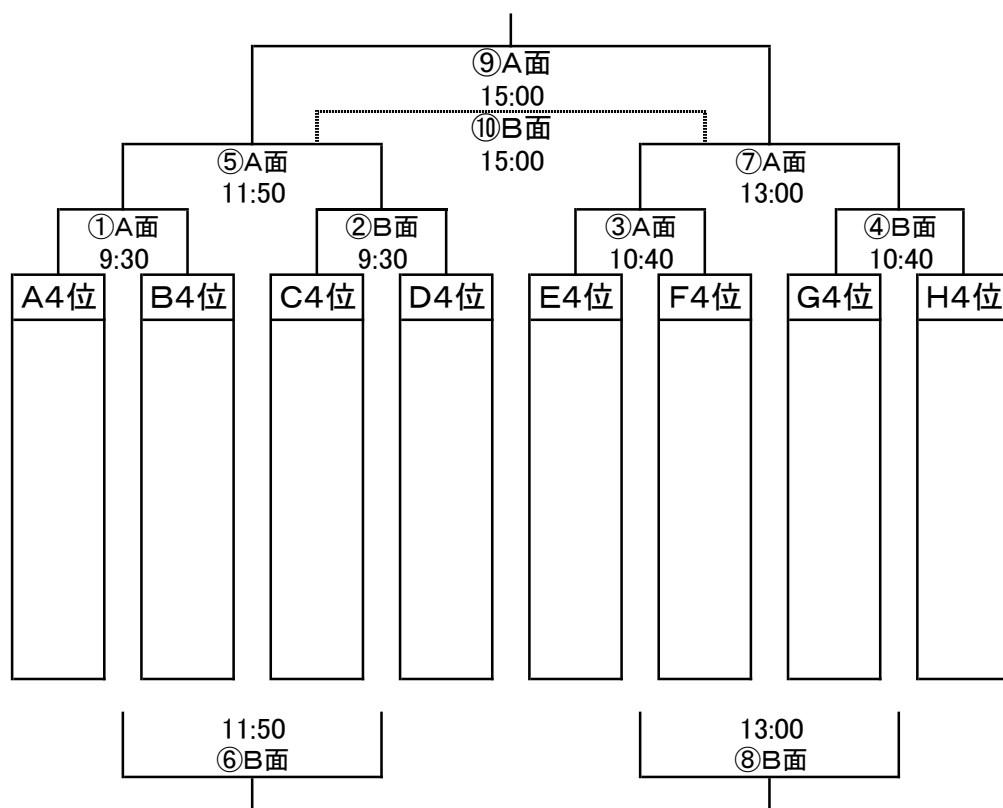 ⑨A面
15:00
⑩B面
15:00
⑤A面
11:50
⑦A面
13:00
①A面
9:30
②B面
9:30
③A面
10:40
④B面
10:40
A4位
B4位
C4位
D4位
E4位
F4位
G4位
H4位
11:50
⑥B面
13:00
⑧B面